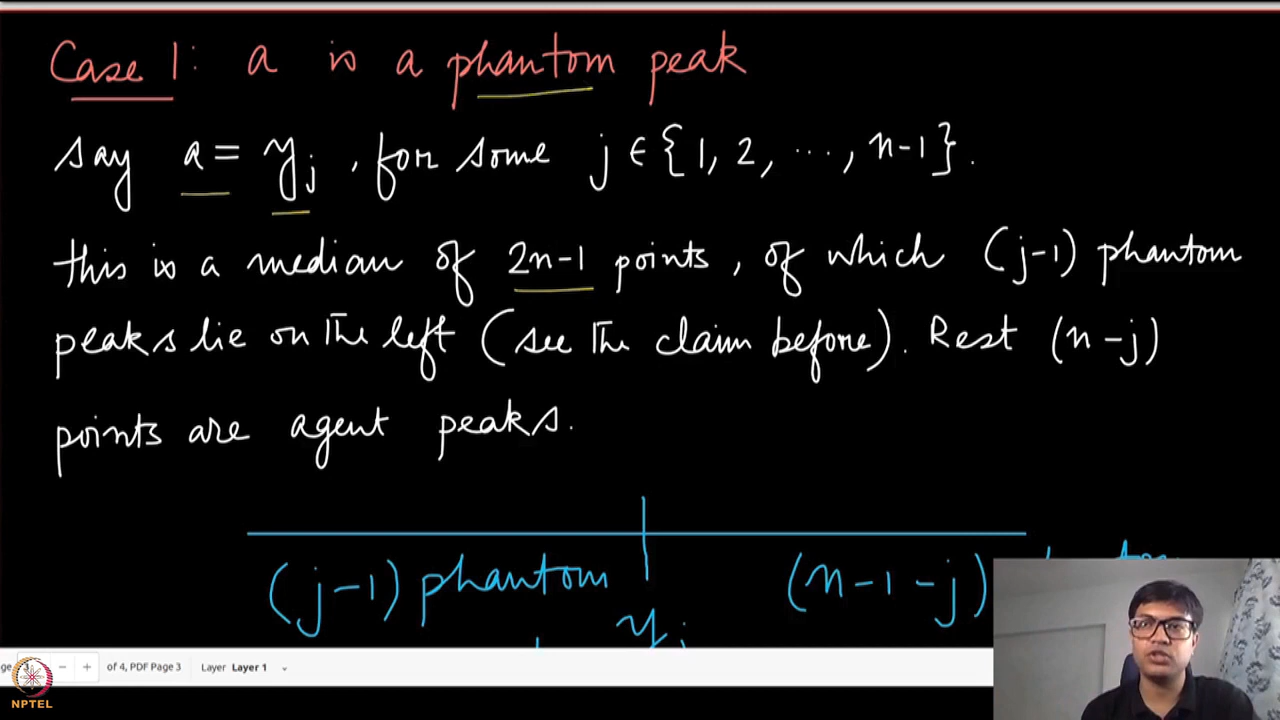 Case 1: a is a phantom peak
say a = yj, for some j ∈ {1, 2, ..., n-1}.
this is a median of 2n-1 points, of which (j-1) phantom
peaks lie on the left (see the claim before). Rest (n-j)
points are agent peaks.
(j-1) phantom (n-1-j)
yj
of 4, PDF Page 3 Layer Layer 1
NPTEL